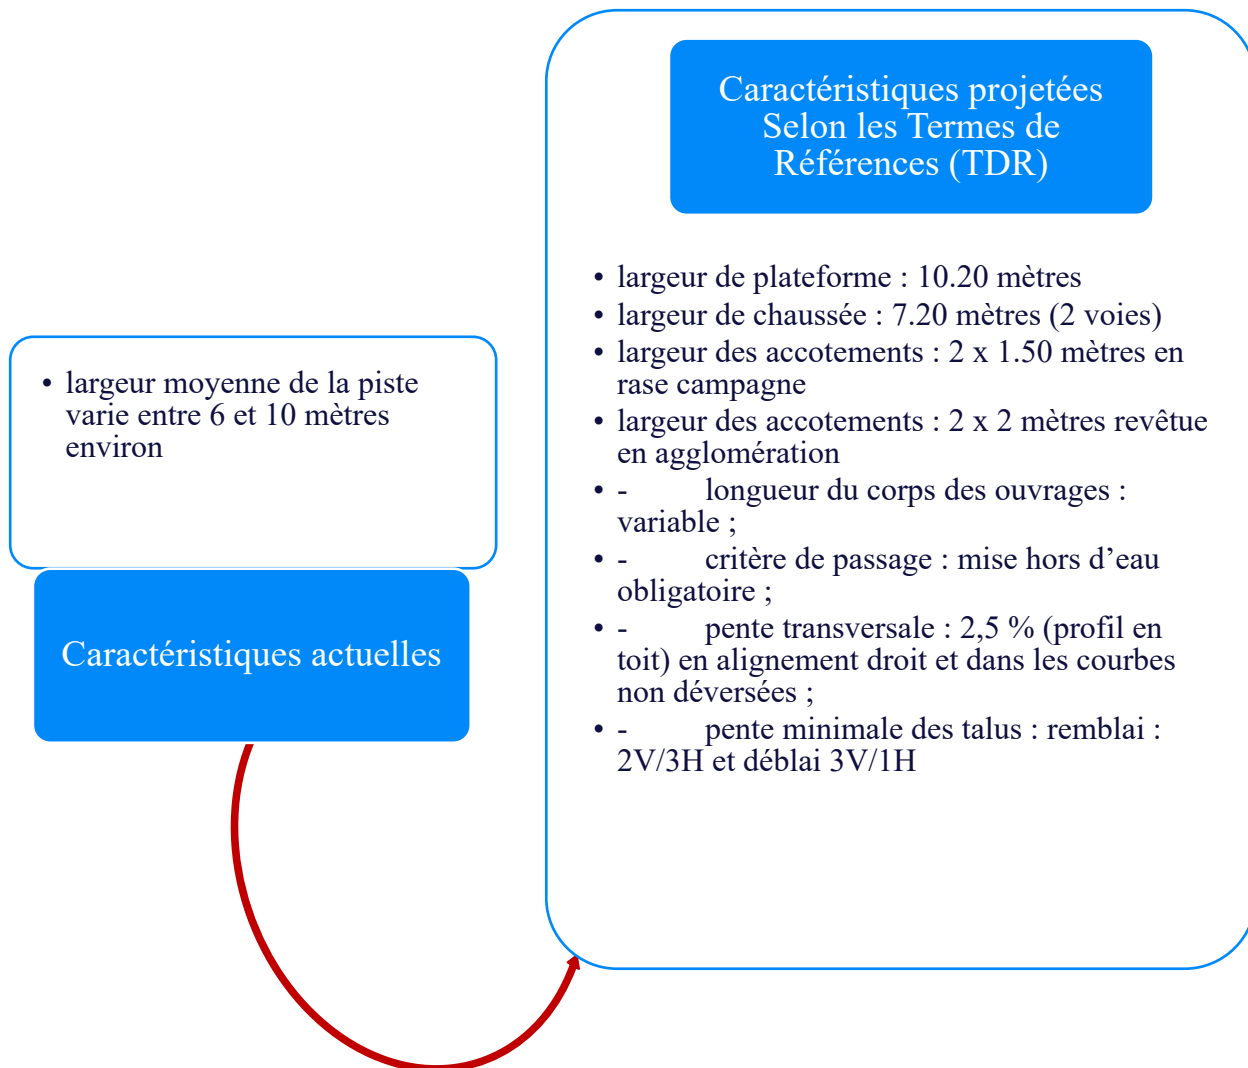 • largeur moyenne de la piste
varie entre 6 et 10 mètres
environ
Caractéristiques actuelles
Caractéristiques projetées
Selon les Termes de
Références (TDR)
• largeur de plateforme : 10.20 mètres
• largeur de chaussée : 7.20 mètres (2 voies)
• largeur des accotements : 2 x 1.50 mètres en
rase campagne
• largeur des accotements : 2 x 2 mètres revêtue
en agglomération
• - longueur du corps des ouvrages :
variable ;
• - critère de passage : mise hors d’eau
obligatoire ;
• - pente transversale : 2,5 % (profil en
toit) en alignement droit et dans les courbes
non déversées ;
• - pente minimale des talus : remblai :
2V/3H et déblai 3V/1H